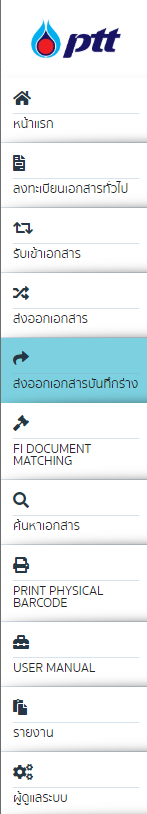 ptt
หน้าแรก
ลงทะเบียนเอกสารทั่วไป
รับเข้าเอกสาร
ส่งออกเอกสาร
ส่งออกเอกสารบันทึกร่าง
FI DOCUMENT
MATCHING
ค้นหาเอกสาร
PRINT PHYSICAL
BARCODE
USER MANUAL
รายงาน
ผู้ดูแลระบบ